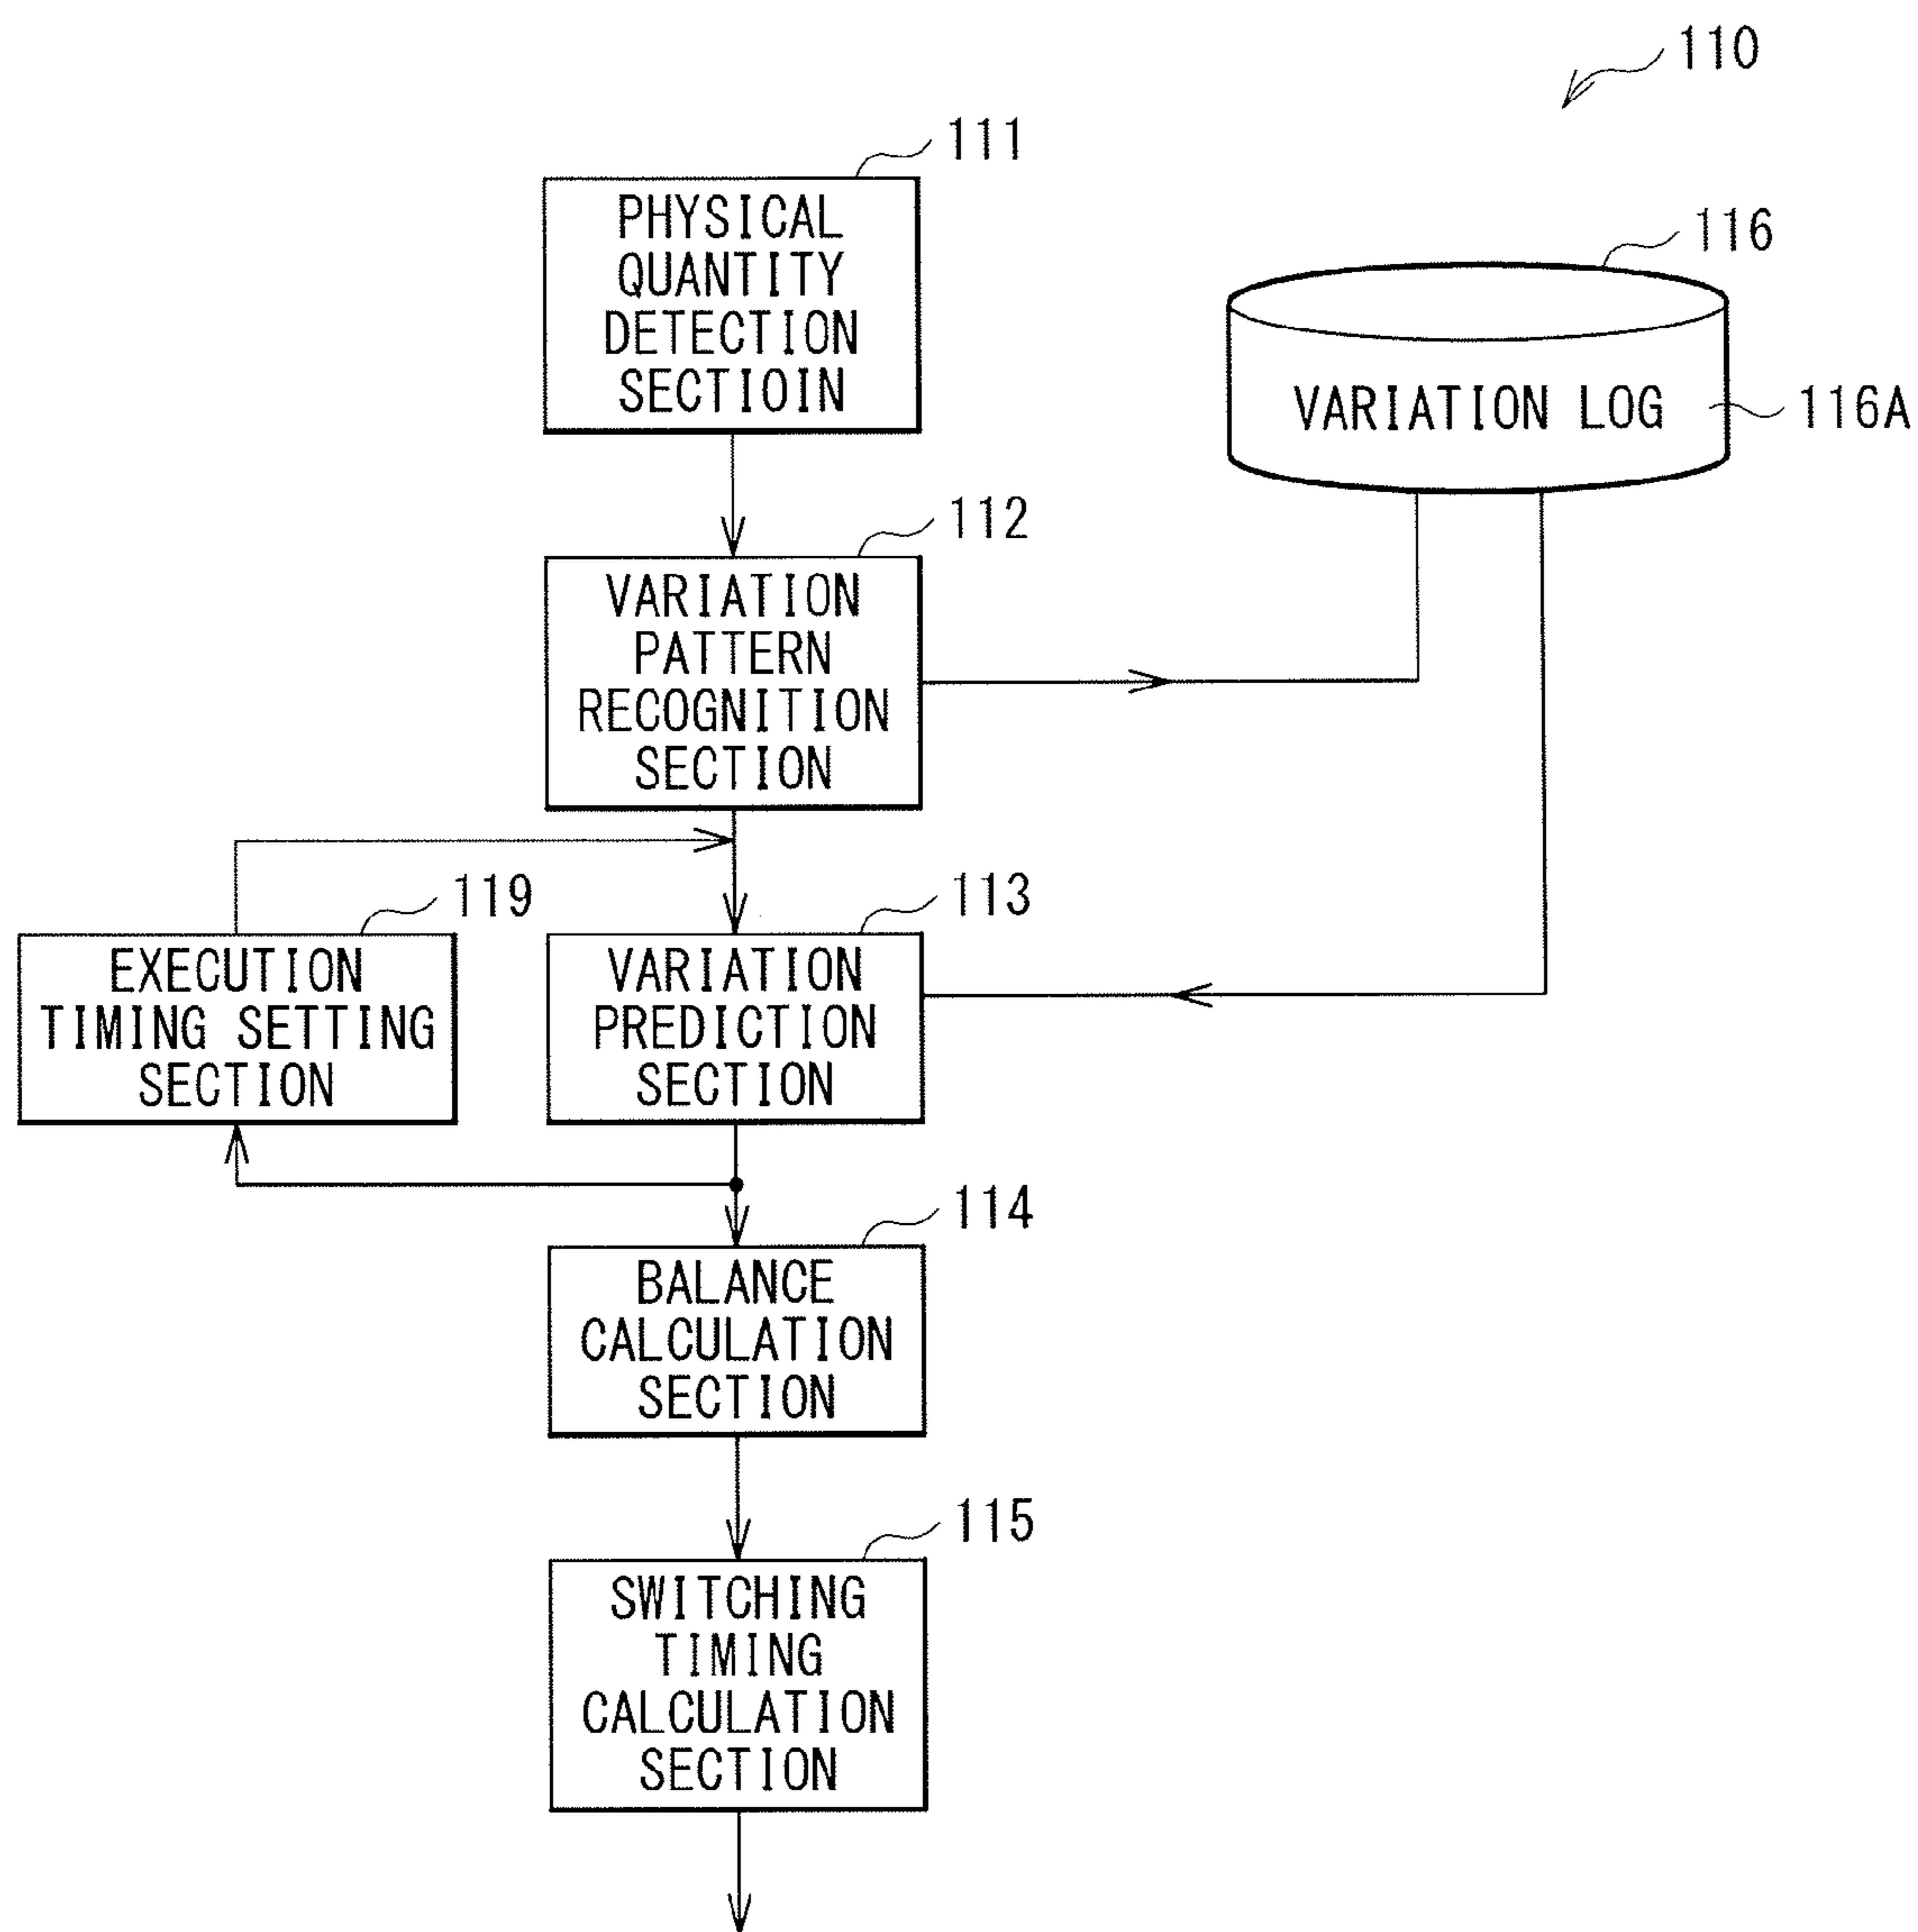 110
111
PHYSICAL
QUANTITY
DETECTION
SECTIOIN
116
VARIATION LOG
116A
112
VARIATION
PATTERN
RECOGNITION
SECTION
119
EXECUTION
TIMING SETTING
SECTION
113
VARIATION
PREDICTION
SECTION
114
BALANCE
CALCULATION
SECTION
115
SWITCHING
TIMING
CALCULATION
SECTION